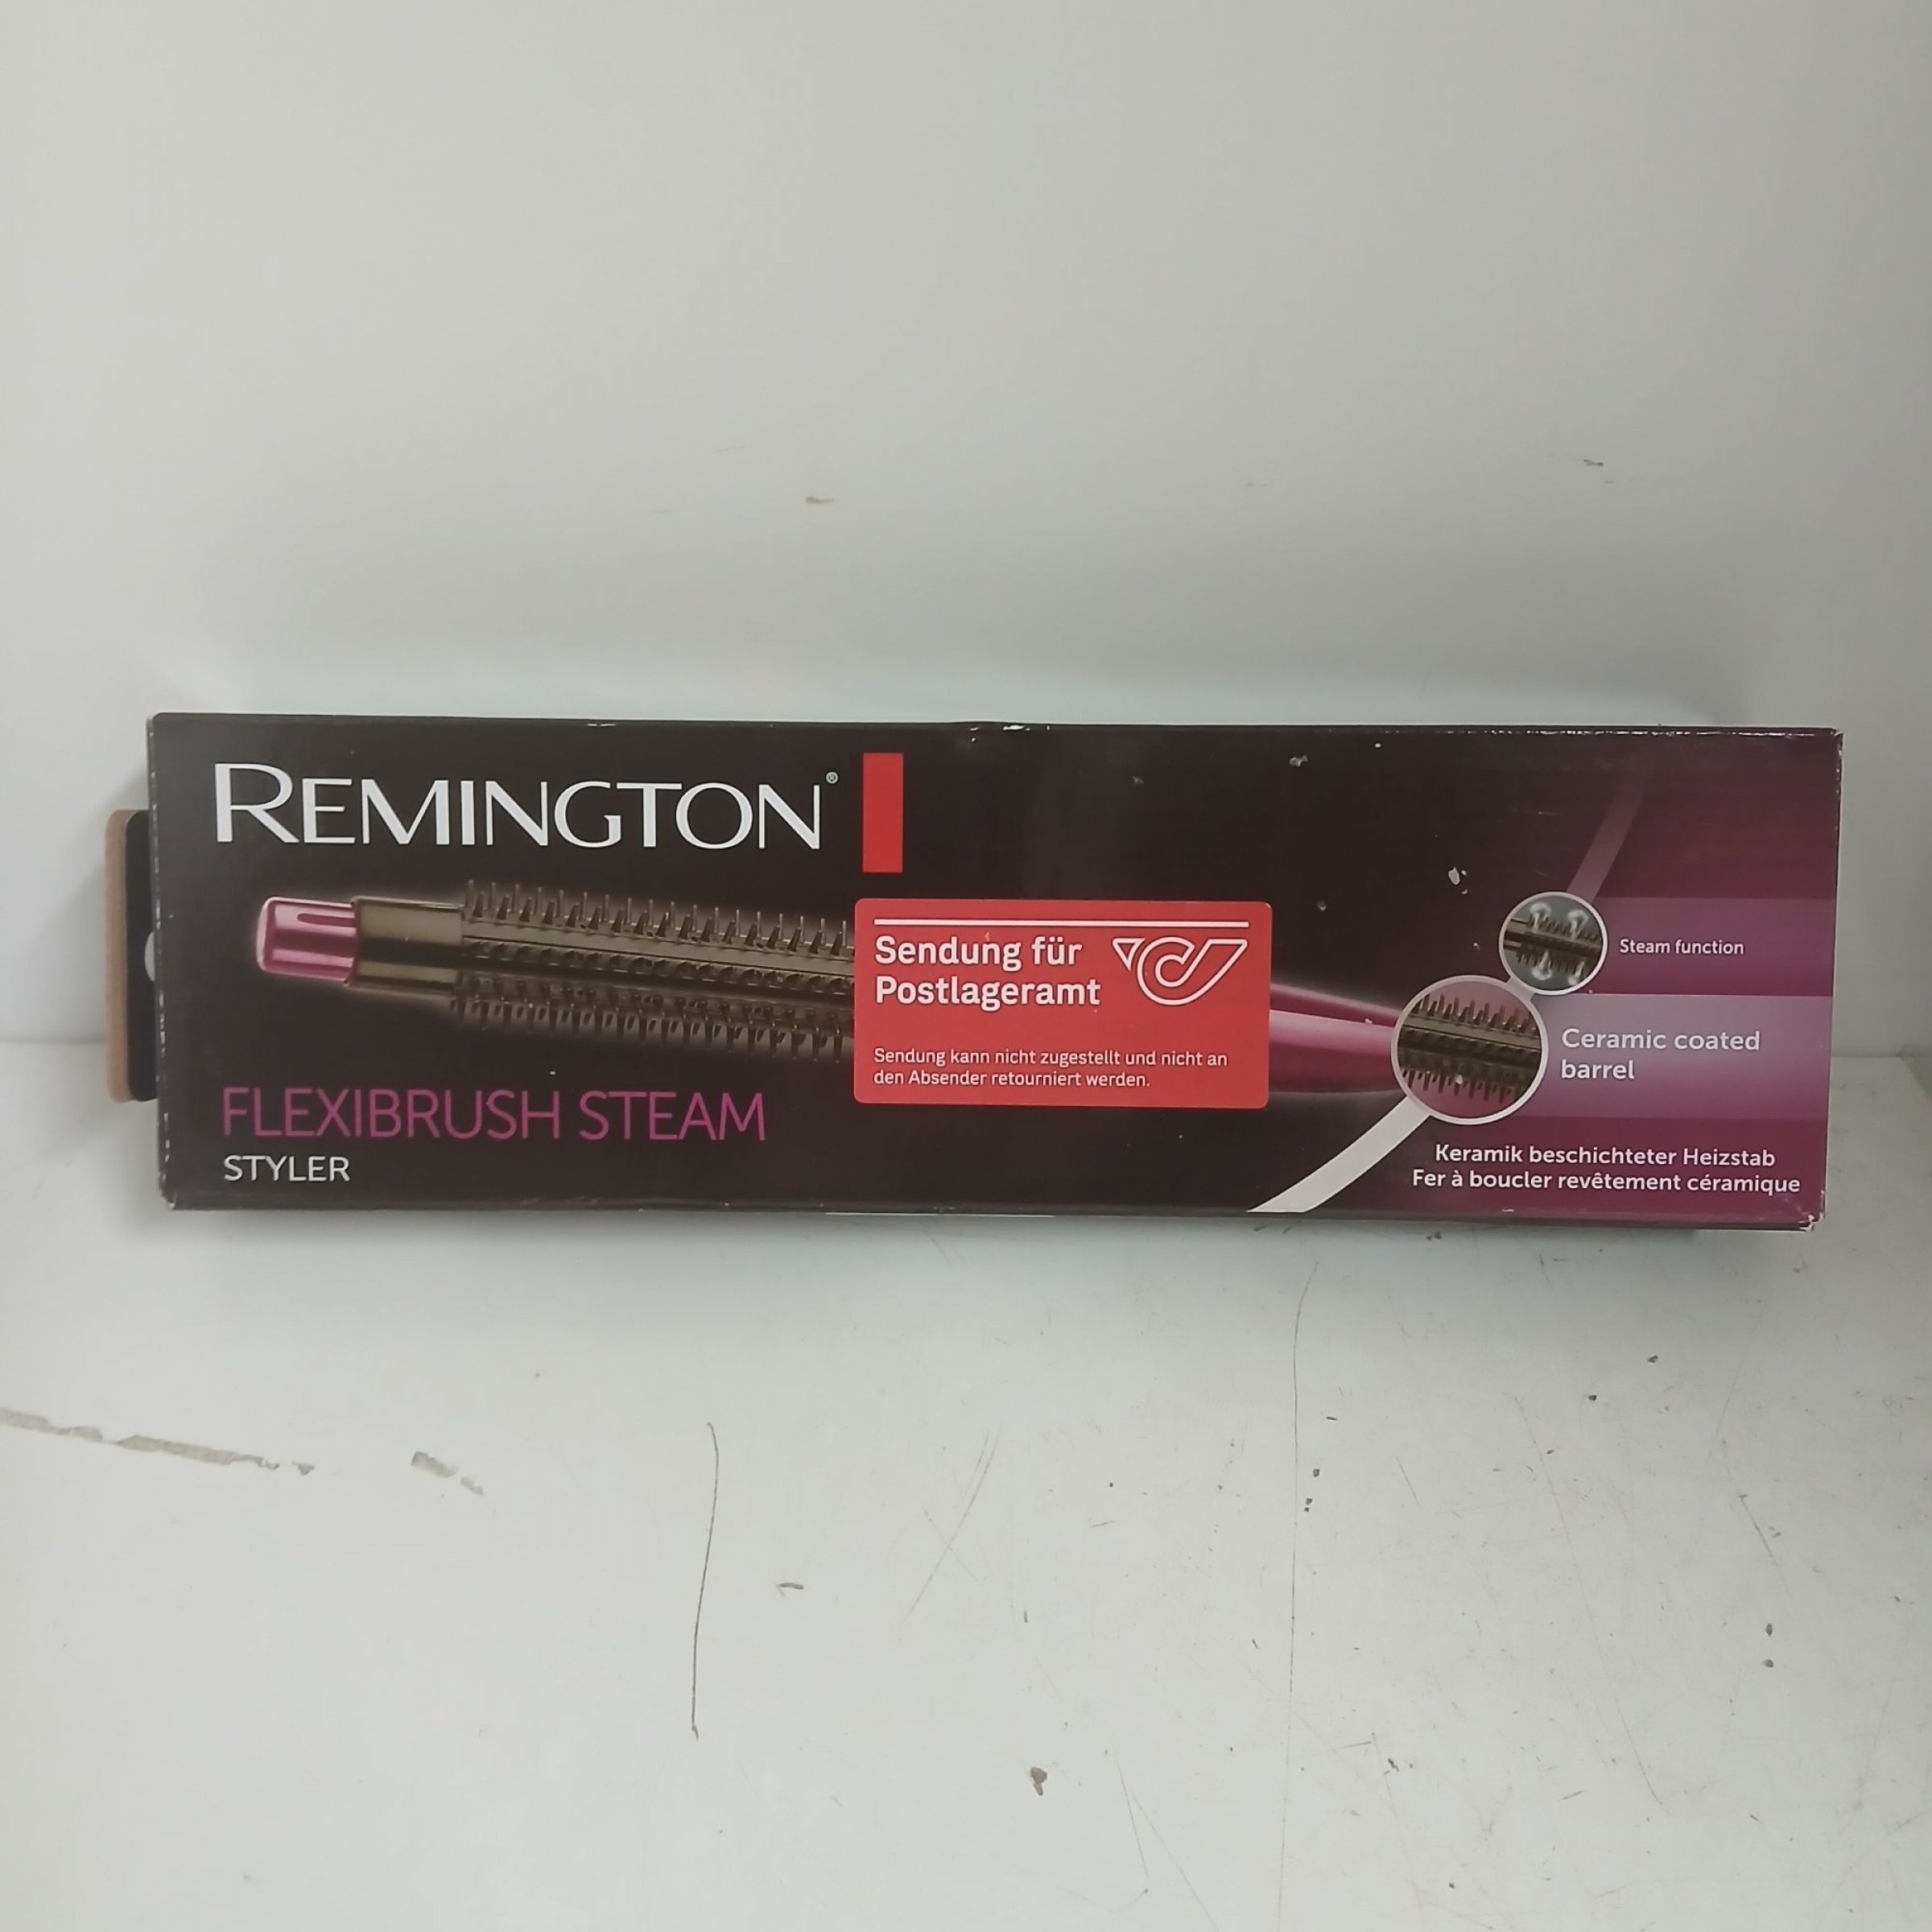 REMINGTON®
Sendung für
Postlageramt
Sendung kann nicht zugestellt und nicht an
den Absender retourniert werden.
FLEXIBRUSH STEAM
STYLER
Steam function
Ceramic coated
barrel
Keramik beschichteter Heizstab
Fer à boucler revêtement céramique